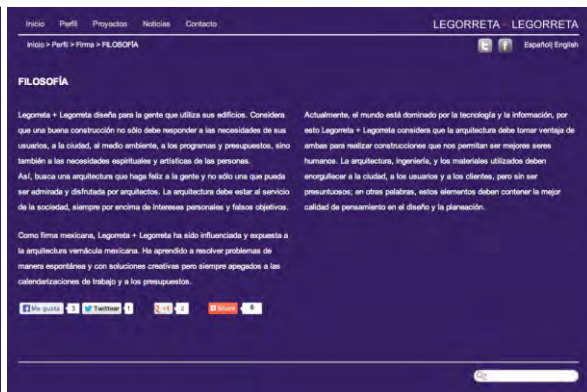 Inicio Perfil Proyectos Noticias Contacto
LEGORRETA + LEGORRETA
Inicio > Perfil > Firma > FILOSOFÍA
Español| English
FILOSOFÍA
Legorreta + Legorreta diseña para la gente que utiliza sus edificios. Considera
que una buena construcción no sólo debe responder a las necesidades de sus
usuarios, a la ciudad, al medio ambiente, a los programas y presupuestos, sino
también a las necesidades espirituales y artísticas de las personas.
Así, busca una arquitectura que haga feliz a la gente y no sólo una que pueda
ser admirada y disfrutada por arquitectos. La arquitectura debe estar al servicio
de la sociedad, siempre por encima de intereses personales y falsos objetivos.
Como firma mexicana, Legorreta + Legorreta ha sido influenciada y expuesta a
la arquitectura vernácula mexicana. Ha aprendido a resolver problemas de
manera espontánea y con soluciones creativas pero siempre apegados a las
calendarizaciones de trabajo y a los presupuestos.
Actualmente, el mundo está dominado por la tecnología y la información, por
esto Legorreta + Legorreta considera que la arquitectura debe tomar ventaja de
ambas para realizar construcciones que nos permitan ser mejores seres
humanos. La arquitectura, ingeniería, y los materiales utilizados deben
enorgullecer a la ciudad, a los usuarios y a los clientes, pero sin ser
presuntuosos; en otras palabras, estos elementos deben contener la mejor
calidad de pensamiento en el diseño y la planeación.
Me gusta 3 Twittear 1 +1 2 Share 6